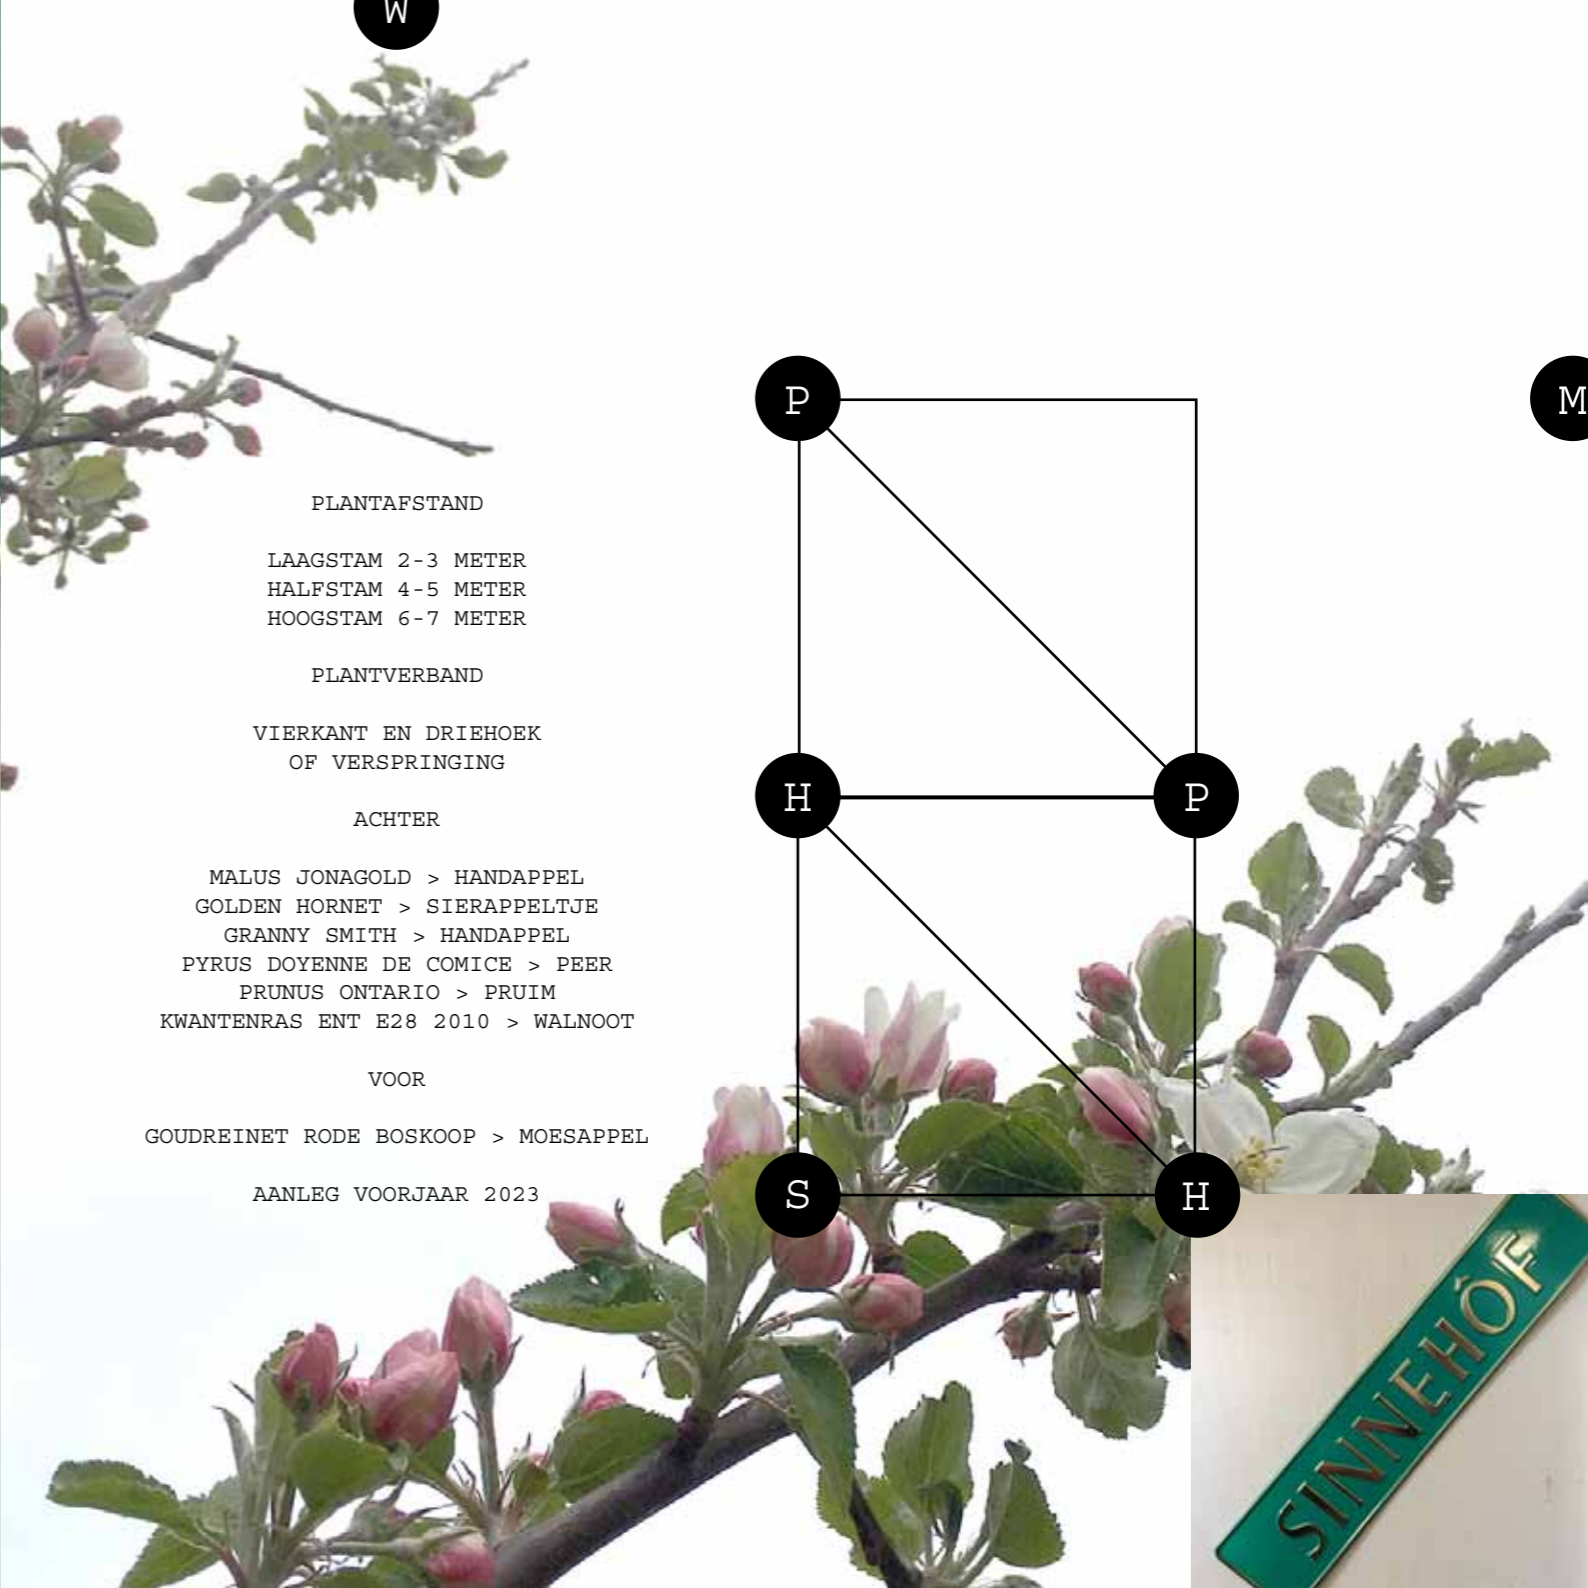 W
P
M
PLANTAFSTAND
LAAGSTAM 2-3 METER
HALFSTAM 4-5 METER
HOOGSTAM 6-7 METER
PLANTVERBAND
VIERKANT EN DRIEHOEK
OF VERSPRINGING
H
P
ACHTER
MALUS JONAGOLD > HANDAPPEL
GOLDEN HORNET > SIERAPPELTJE
GRANNY SMITH > HANDAPPEL
PYRUS DOYENNE DE COMICE > PEER
PRUNUS ONTARIO > PRUIM
KWANTENRAS ENT E28 2010 > WALNOOT
VOOR
GOUDREINET RODE BOSKOOP > MOESAPPEL
AANLEG VOORJAAR 2023
S
H
SINNEHÔF